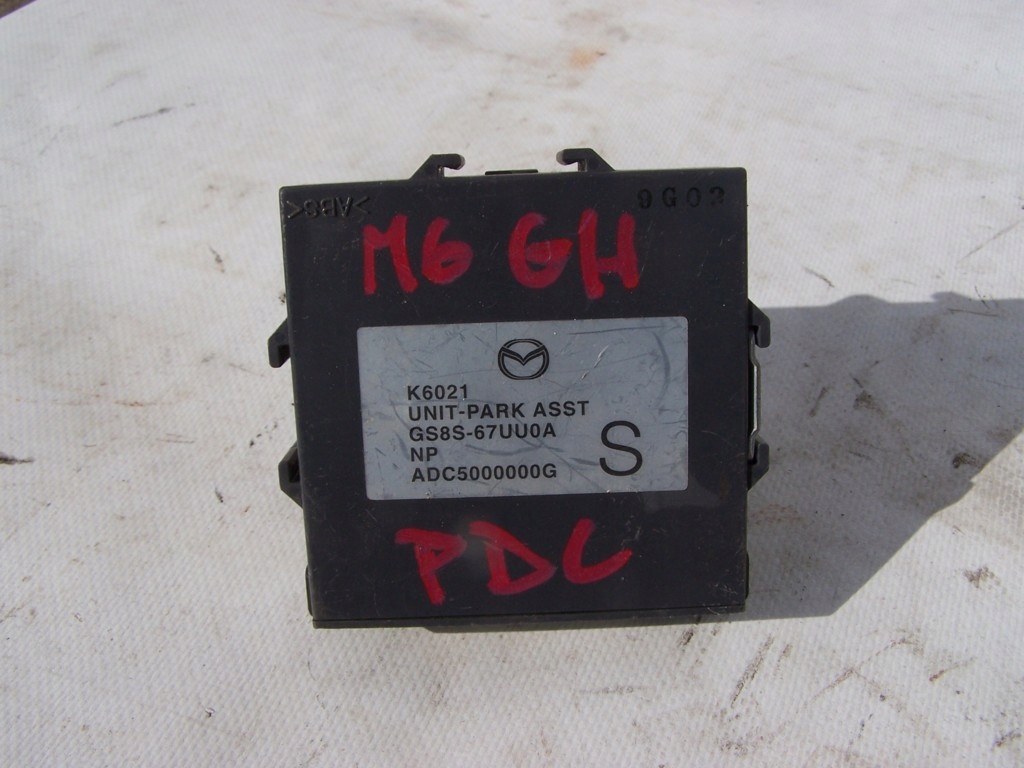 >ABS<
9G03
M6 GH
K6021
UNIT-PARK ASST
GS8S-67UU0A
NP
ADC5000000G
S
PDC